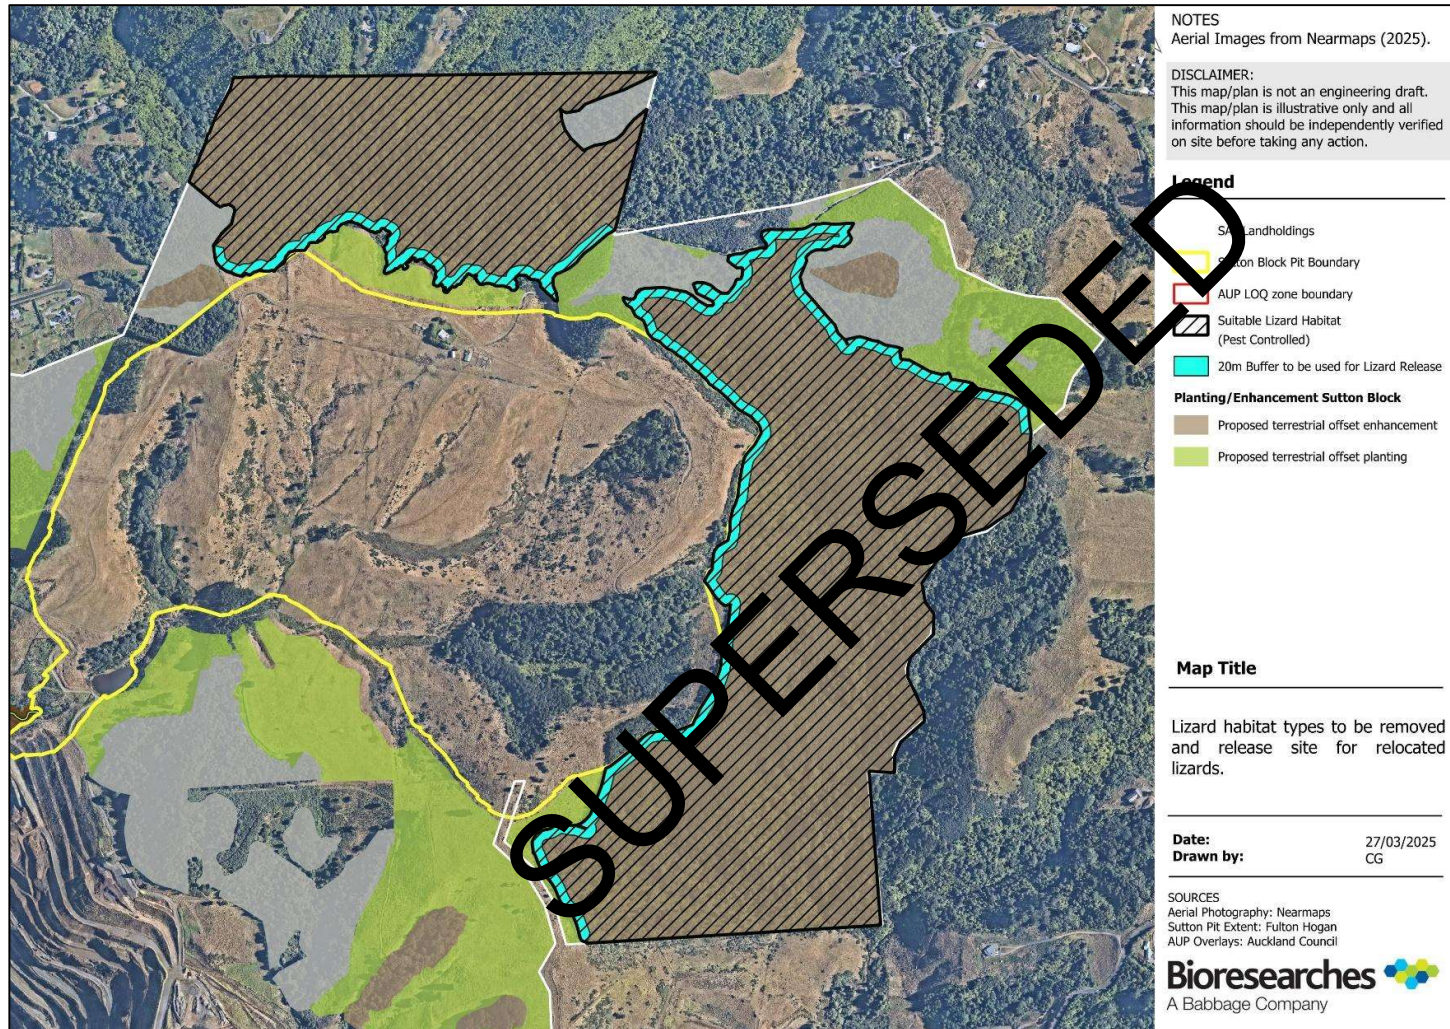 NOTES
Aerial Images from Nearmaps (2025).
DISCLAIMER:
This map/plan is not an engineering draft.
This map/plan is illustrative only and all
information should be independently verified
on site before taking any action.
Legend
Landholdings
Sutton Block Pit Boundary
AUP LOQ zone boundary
Suitable Lizard Habitat
(Pest Controlled)
20m Buffer to be used for Lizard Release
Planting/Enhancement Sutton Block
Proposed terrestrial offset enhancement
Proposed terrestrial offset planting
SUPERSEDED
Map Title
Lizard habitat types to be removed
and release site for relocated
lizards.
Date: 27/03/2025
Drawn by: CG
SOURCES
Aerial Photography: Nearmaps
Sutton Pit Extent: Fulton Hogan
AUP Overlays: Auckland Council
Bioresearches
A Babbage Company